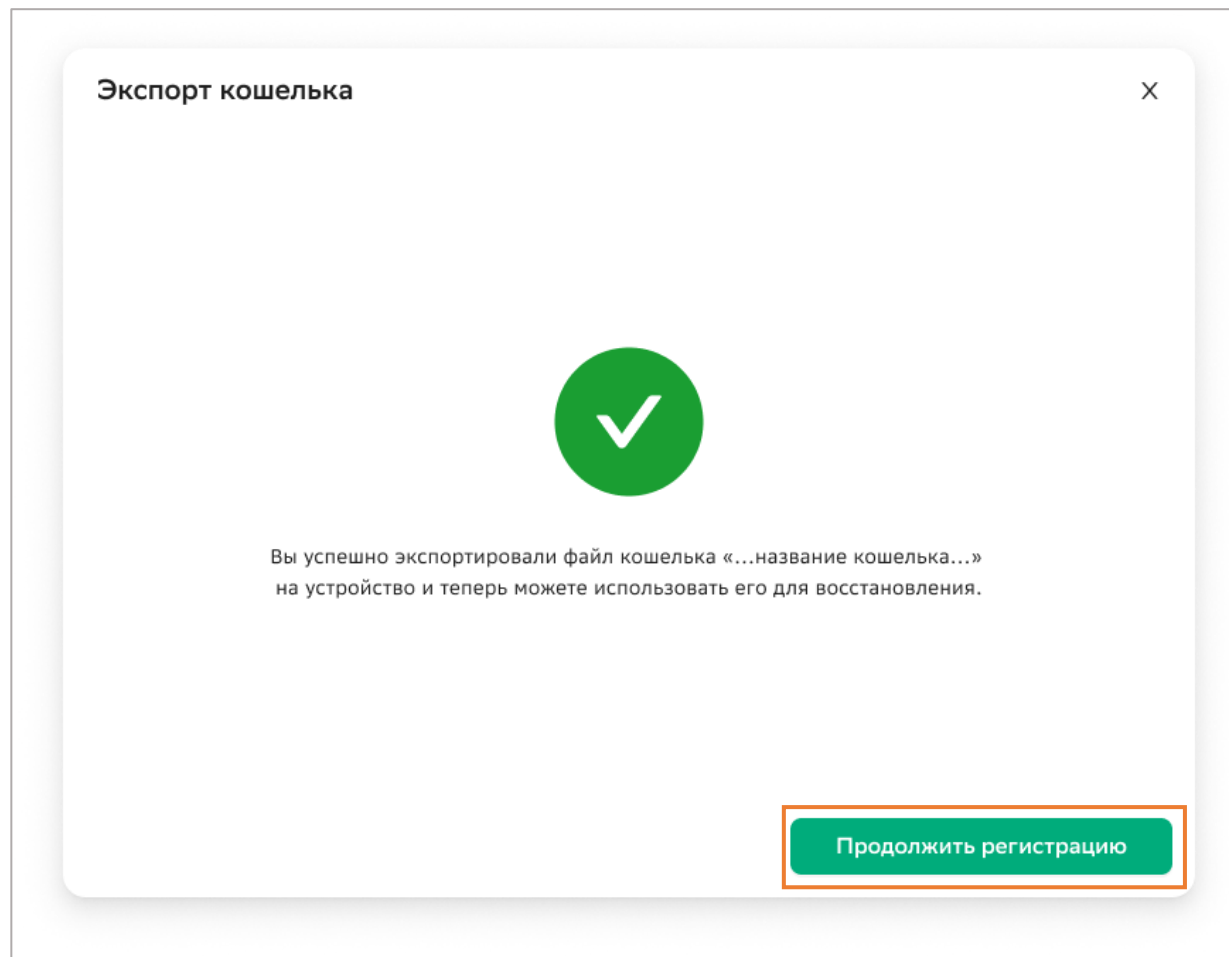 Экспорт кошелька
X
Вы успешно экспортировали файл кошелька «...название кошелька...»
на устройство и теперь можете использовать его для восстановления.
Продолжить регистрацию